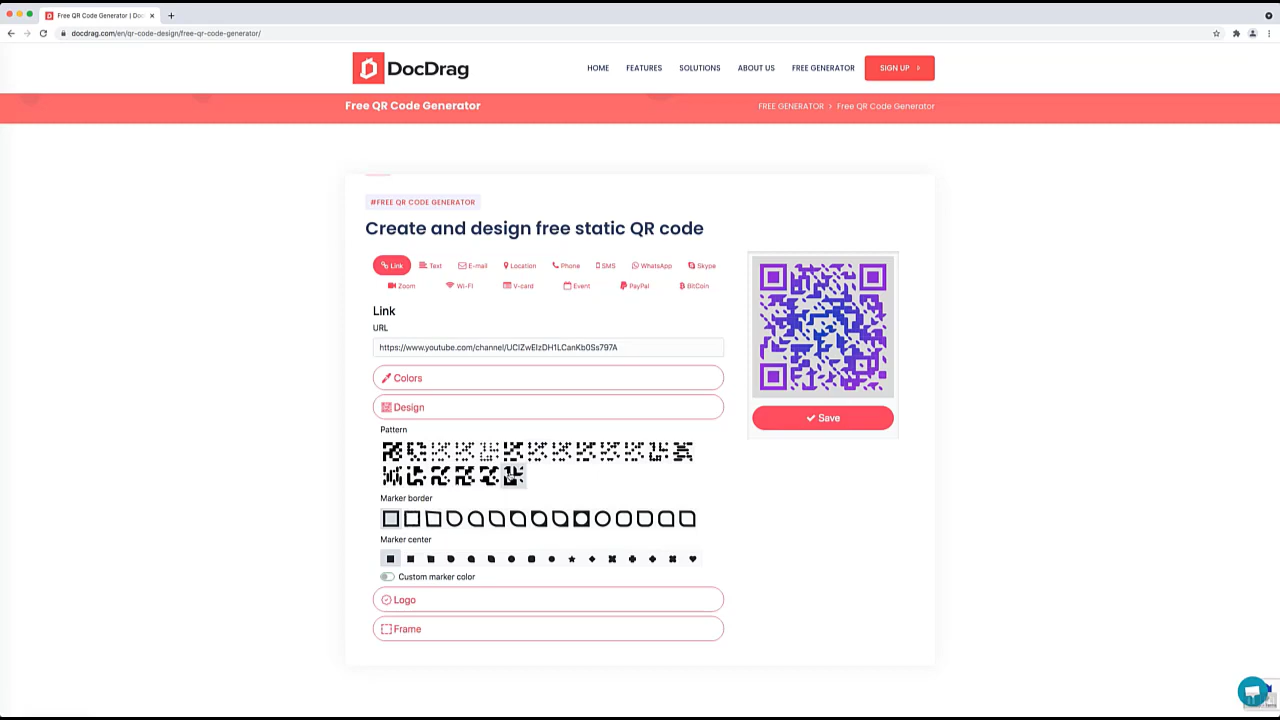 Free QR Code Generator | Doc
docdrag.com/en/qr-code-design/free-qr-code-generator/
DocDrag
HOME
FEATURES
SOLUTIONS
ABOUT US
FREE GENERATOR
SIGN UP
Free QR Code Generator
FREE GENERATOR > Free QR Code Generator
#FREE QR CODE GENERATOR
Create and design free static QR code
Link
Text
E-mail
Location
Phone
SMS
WhatsApp
Skype
Zoom
Wi-Fi
V-card
Event
PayPal
BitCoin
Link
URL
https://www.youtube.com/channel/UCIZwEIzDH1LCanKb0Ss797A
Colors
Design
Save
Pattern
Marker border
Marker center
Custom marker color
Logo
Frame